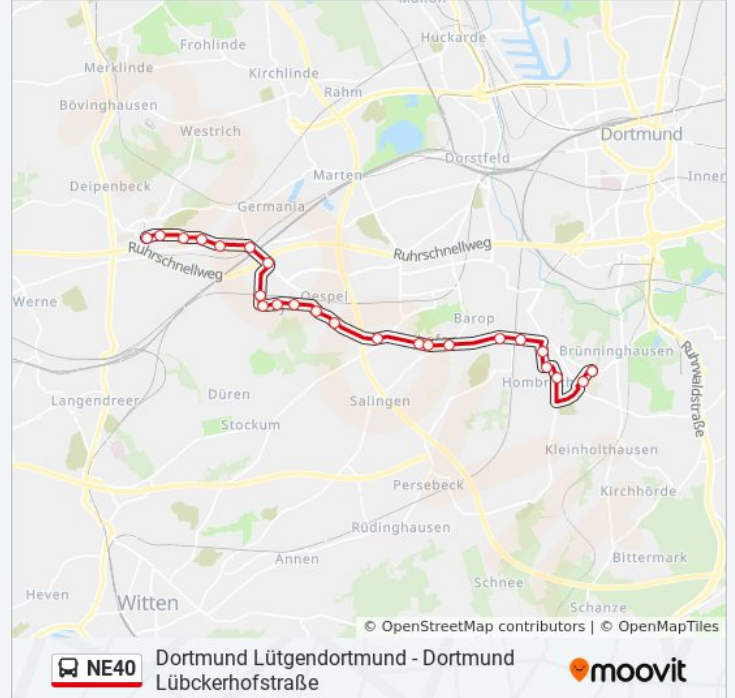 Huckarde
Frohlinde
Merklinde
Kirchlinde
Rahm
Bövinghausen
Westrich
Dortmund
Dorstfeld
Marten
Deipenbeck
Germania
Ruhrschnellweg
Ruhrschnellweg
Werne
Oespel
Barop
Brünninghausen
Ruhrwaldstraße
Langendreer
Düren
Salingen
Stockum
Kleinholthausen
Persebeck
Kirchhörde
Rüdinghausen
Annen
Bittermark
Schnee
Heven
Witten
Schanze
© OpenStreetMap contributors | © OpenMapTiles
NE40
Dortmund Lütgendortmund - Dortmund
Lübckerhofstraße
moovit